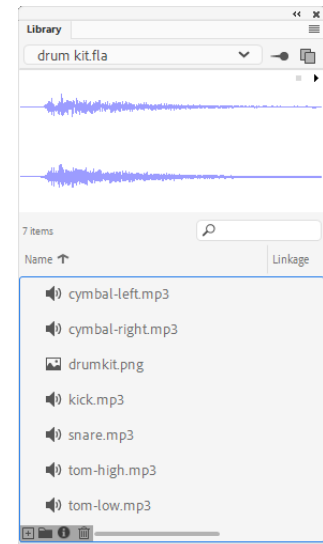 Library
drum kit.fla
7 items
Name Linkage
cymbal-left.mp3
cymbal-right.mp3
drumkit.png
kick.mp3
snare.mp3
tom-high.mp3
tom-low.mp3